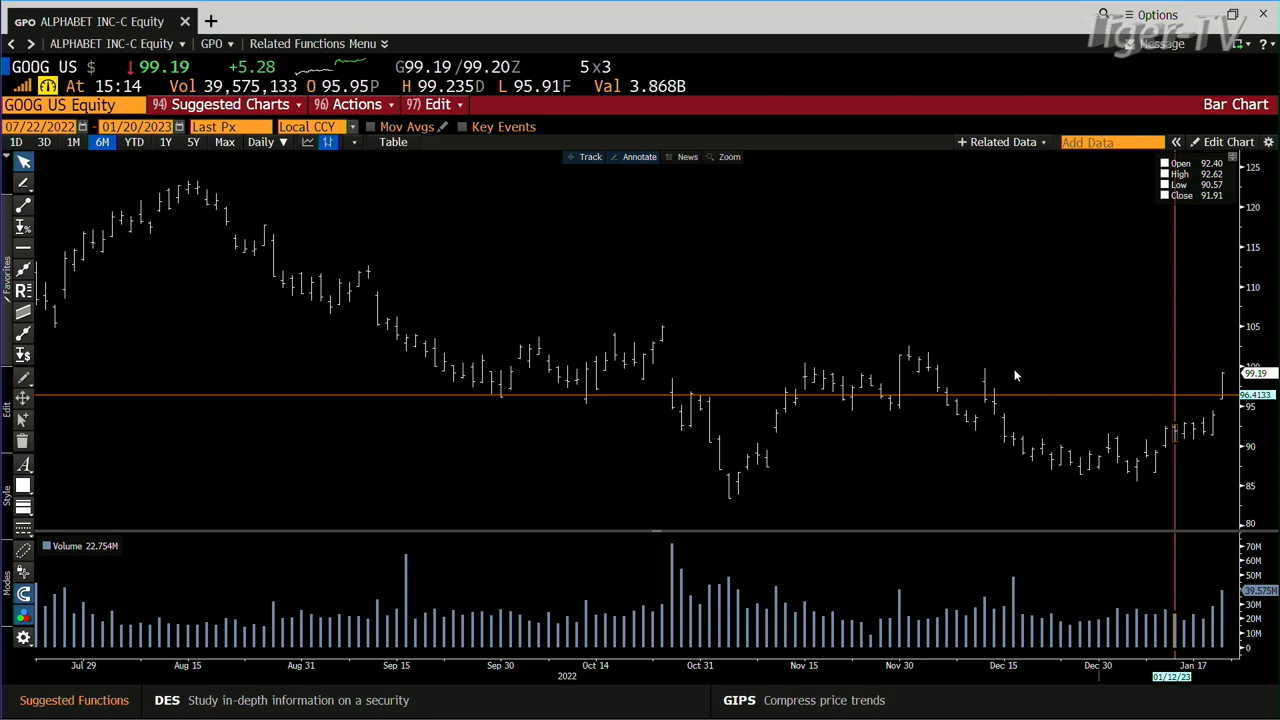 GPO ALPHABET INC-C Equity
Options
Tiger-TV
ALPHABET INC-C Equity GPO Related Functions Menu Message ?
GOOG US $ ↓99.19 +5.28 G99.19/99.20Z 5x3
At 15:14 Vol 39,575,133 O 95.95P H 99.235D L 95.91F Val 3.868B
GOOG US Equity 94) Suggested Charts 96) Actions 97) Edit Bar Chart
07/22/2022 - 01/20/2023 Last Px Local CCY Mov Avgs Key Events
1D 3D 1M 6M YTD 1Y 5Y Max Daily Table + Related Data Add Data « Edit Chart
Track Annotate News Zoom
Open 92.40
High 92.62
Low 90.57
Close 91.91
125
120
115
110
105
100
99.19
96.4133
95
90
85
80
Favorites
Edit
Style
Modes
Volume 22.754M
70M
60M
50M
39.575M
30M
20M
10M
0
Jul 29 Aug 15 Aug 31 Sep 15 Sep 30 Oct 14 Oct 31 Nov 15 Nov 30 Dec 15 Dec 30 Jan 17
2022 01/12/23
Suggested Functions DES Study in-depth information on a security GIPS Compress price trends